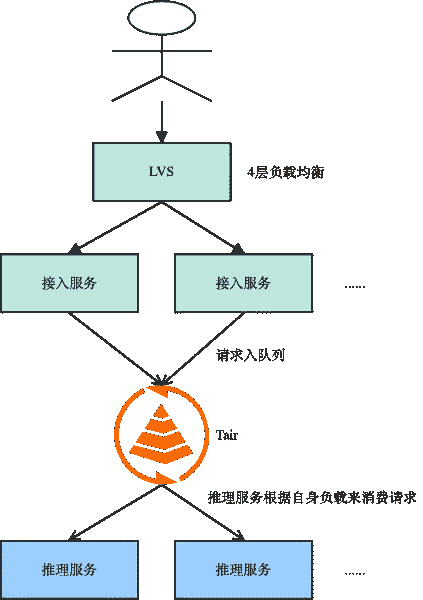 LVS
4层负载均衡
接入服务
接入服务
......
请求入队列
Tair
推理服务根据自身负载来消费请求
推理服务
推理服务
......